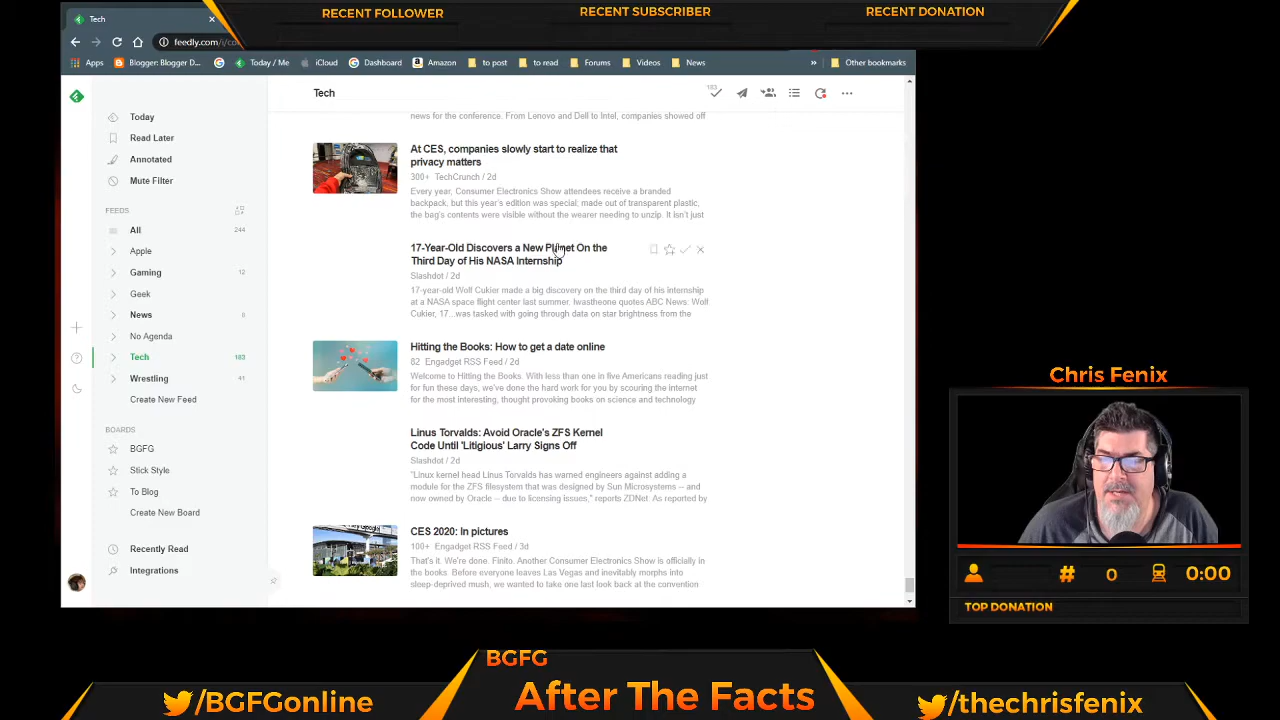 RECENT FOLLOWER
RECENT SUBSCRIBER
RECENT DONATION
Tech
feedly.com/i/co
Apps
Blogger: Blogger D...
Today / Me
iCloud
Dashboard
Amazon
to post
to read
Forums
Videos
News
»
Other bookmarks
Today
Read Later
Annotated
Mute Filter
FEEDS
All 244
Apple
Gaming 12
Geek
News 8
No Agenda
Tech 183
Wrestling 41
Create New Feed
BOARDS
BGFG
Stick Style
To Blog
Create New Board
Recently Read
Integrations
Tech
183
news for the conference. From Lenovo and Dell to Intel, companies showed off
At CES, companies slowly start to realize that
privacy matters
300+ TechCrunch / 2d
Every year, Consumer Electronics Show attendees receive a branded
backpack, but this year's edition was special; made out of transparent plastic,
the bag's contents were visible without the wearer needing to unzip. It isn't just
17-Year-Old Discovers a New Planet On the
Third Day of His NASA Internship
Slashdot / 2d
17-year-old Wolf Cukier made a big discovery on the third day of his internship
at a NASA space flight center last summer, Iwastheone quotes ABC News: Wolf
Cukier, 17...was tasked with going through data on star brightness from the
Hitting the Books: How to get a date online
82 Engadget RSS Feed / 2d
Welcome to Hitting the Books. With less than one in five Americans reading just
for fun these days, we've done the hard work for you by scouring the internet
for the most interesting, thought provoking books on science and technology
Linus Torvalds: Avoid Oracle's ZFS Kernel
Code Until 'Litigious' Larry Signs Off
Slashdot / 2d
"Linux kernel head Linus Torvalds has warned engineers against adding a
module for the ZFS filesystem that was designed by Sun Microsystems -- and
now owned by Oracle -- due to licensing issues," reports ZDNet. As reported by
CES 2020: In pictures
100+ Engadget RSS Feed / 3d
That's it. We're done. Finito. Another Consumer Electronics Show is officially in
the books. Before everyone leaves Las Vegas and inevitably morphs into
sleep-deprived mush, we wanted to take one last look back at the convention
Chris Fenix
# 0 0:00
TOP DONATION
BGFG
After The Facts
/BGFGonline
/thechrisfenix